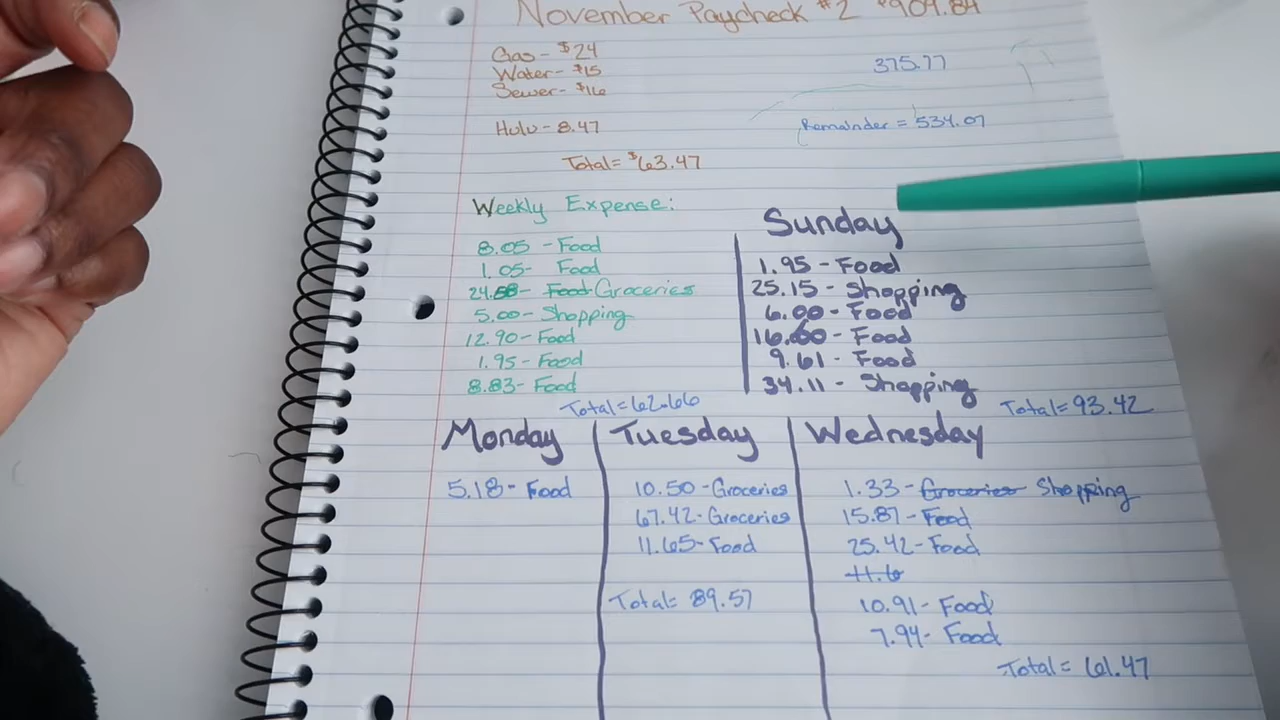 November Paycheck #2 $909.84
Gas - $24
Water - $15
Sewer - $16
Hulu - 8.47
Total = $63.47
375.77
Remainder = 534.07
Weekly Expense:
8.05 - Food
1.05 - Food
24.88 - Food Groceries
5.00 - Shopping
12.90 - Food
1.95 - Food
8.83 - Food
Total = 62.66
Sunday
1.95 - Food
25.15 - Shopping
6.00 - Food
16.60 - Food
9.61 - Food
34.11 - Shopping
Total = 93.42
Monday
5.18 - Food
Tuesday
10.50 - Groceries
67.42 - Groceries
11.65 - Food
Total = 89.57
Wednesday
1.33 - Groceries Shopping
15.87 - Food
25.42 - Food
11.6
10.91 - Food
7.94 - Food
Total = 61.47